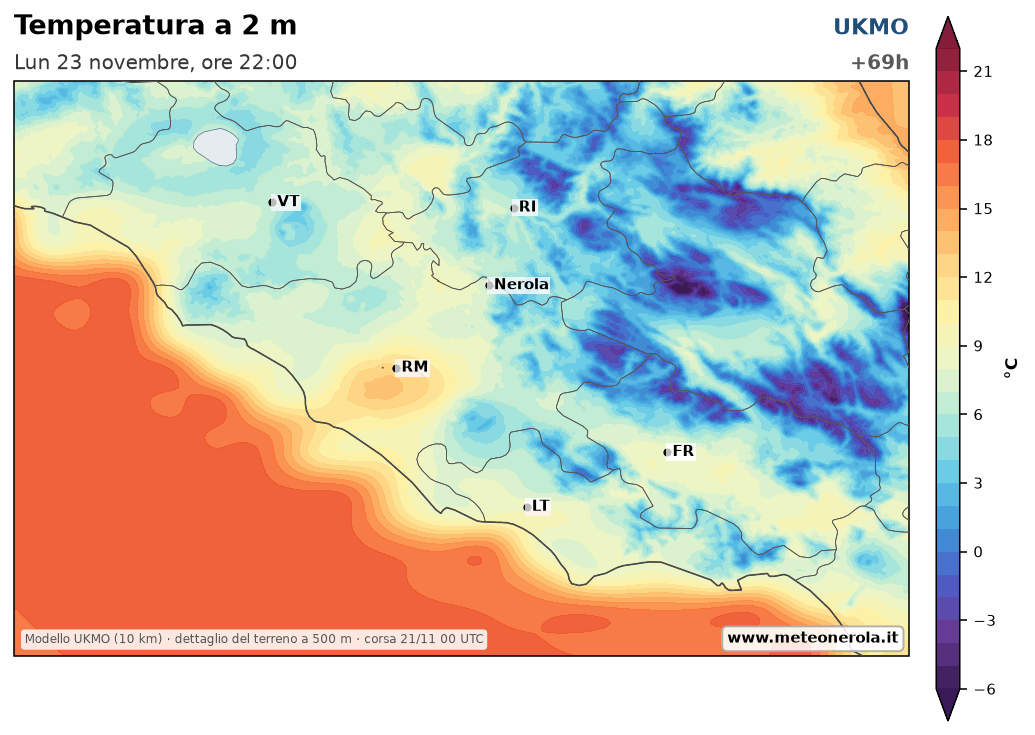 Temperatura a 2 m
UKMO
Lun 23 novembre, ore 22:00
+69h
VT
RI
Nerola
RM
FR
LT
Modello UKMO (10 km) · dettaglio del terreno a 500 m · corsa 21/11 00 UTC
www.meteonerola.it
21
18
15
12
9
6
3
0
−3
−6
°C